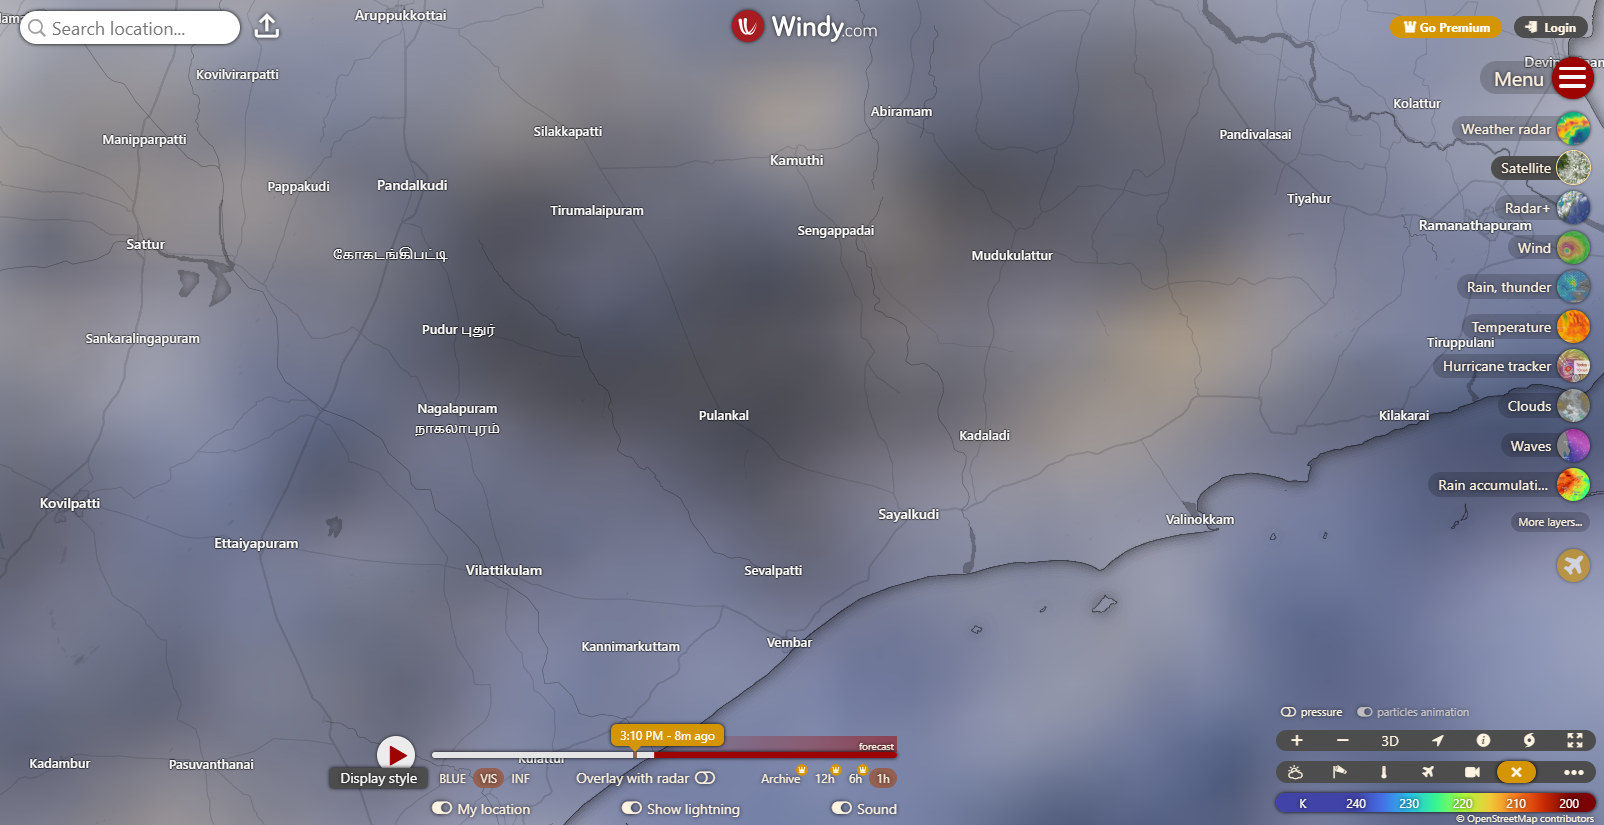 Aruppukkottai
Search location...
Windy.com
Go Premium
Login
Kovilvirarpatti
Menu
Kolattur
Abiramam
Weather radar
Silakkapatti
Pandivalasai
Manipparpatti
Kamuthi
Satellite
Pappakudi
Pandalkudi
Tiyahur
Radar+
Tirumalaipuram
Ramanathapuram
Sengappadai
Sattur
Wind
கோகடங்கிபட்டி
Mudukulattur
Rain, thunder
Temperature
Pudur புதுர்
Sankaralingapuram
Tiruppulani
Hurricane tracker
Clouds
Nagalapuram
நாகலாபுரம்
Pulankal
Kilakarai
Kadaladi
Waves
Rain accumulati...
Kovilpatti
Sayalkudi
Valinokkam
More layers...
Ettaiyapuram
Vilattikulam
Sevalpatti
Vembar
Kannimarkuttam
pressure
particles animation
3:10 PM - 8m ago
forecast
3D
Kulattur
Kadambur
Pasuvanthanai
Display style
BLUE VIS INF
Overlay with radar
Archive 12h 6h 1h
My location
Show lightning
Sound
K 240 230 220 210 200
© OpenStreetMap contributors